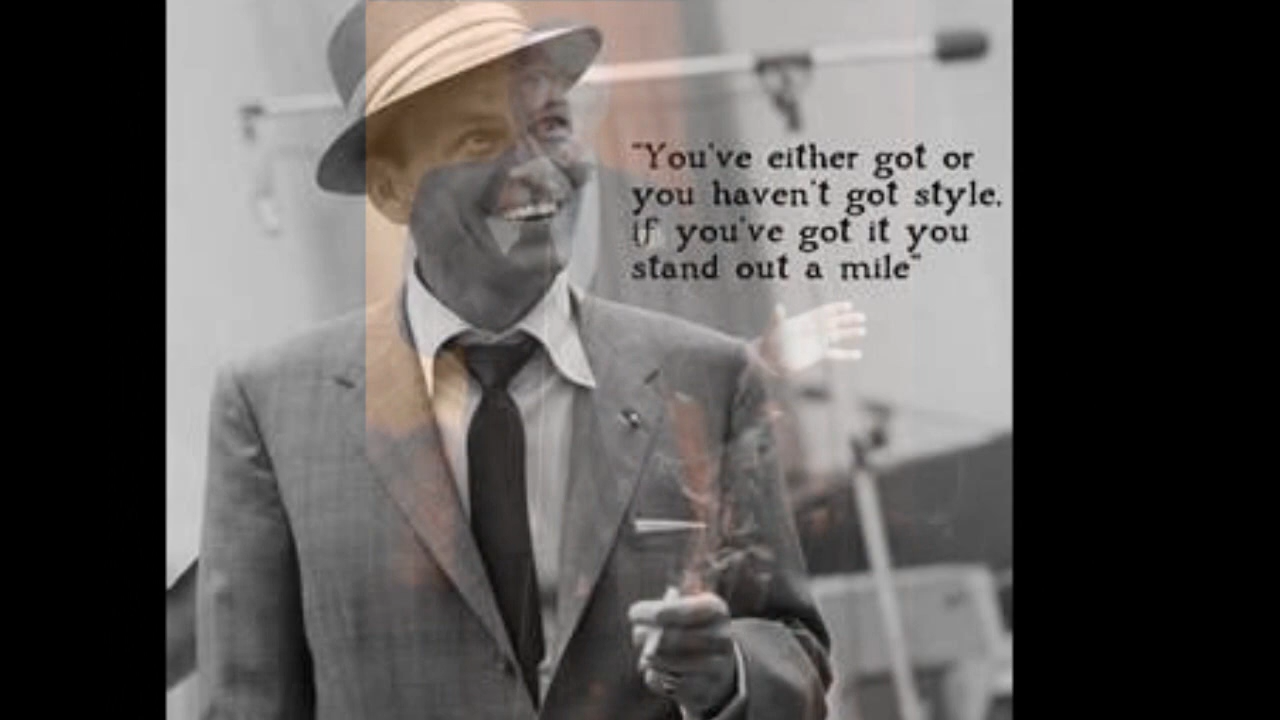 "You've either got or
you haven't got style.
if you've got it you
stand out a mile"